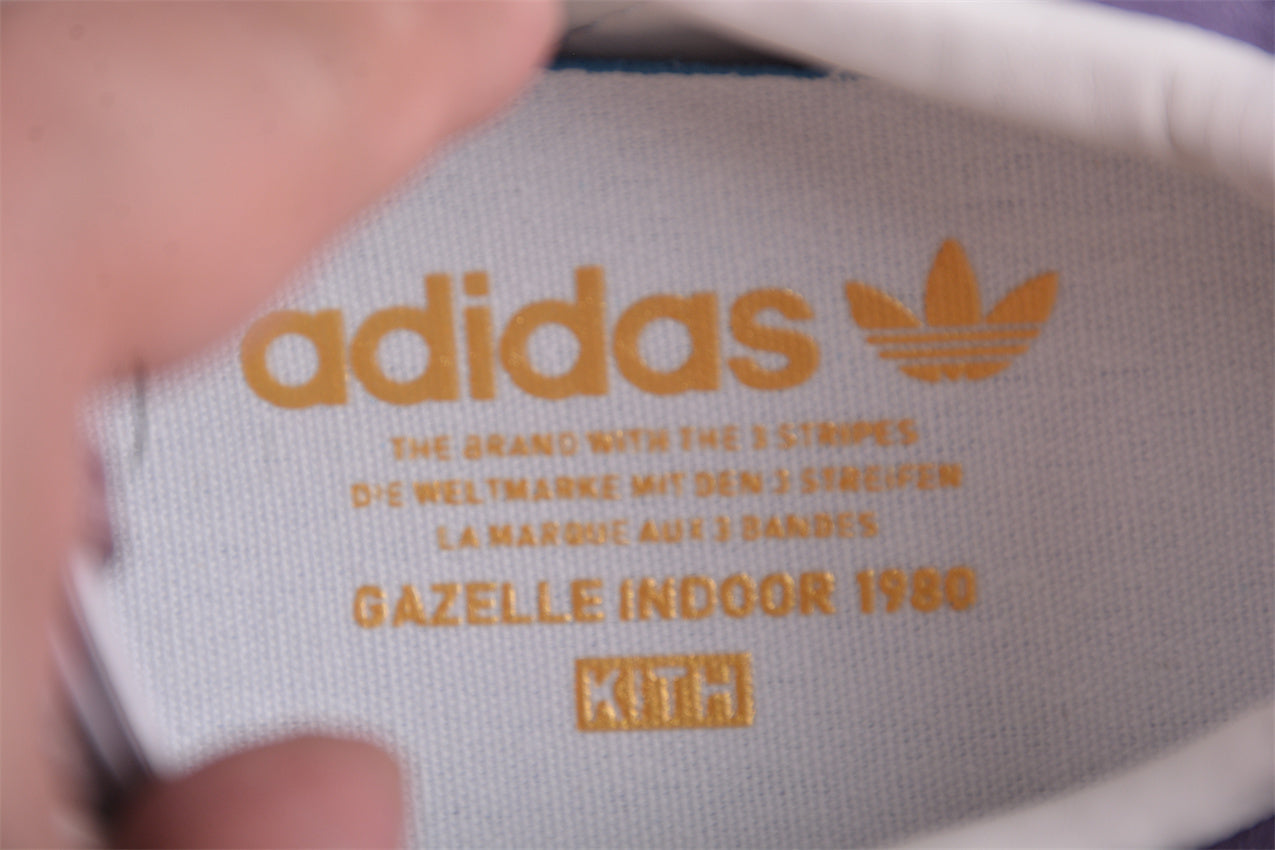 adidas
THE BRAND WITH THE 3 STRIPES
DIE WELTMARKE MIT DEN 3 STREIFEN
LA MARQUE AUX 3 BANDES
GAZELLE INDOOR 1980
KITH